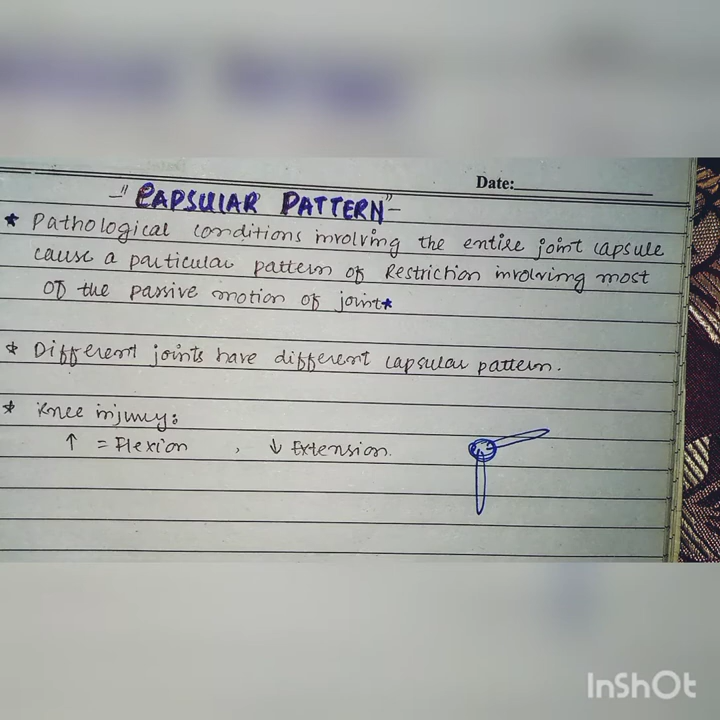 Date:
-"CAPSULAR PATTERN"-
* Pathological conditions involving the entire joint capsule
cause a particular pattern of Restriction involving most
of the passive motion of joint*
* Different joints have different capsular pattern.
* Knee injury:
↑ = Flexion , ↓ Extension.
InShOt